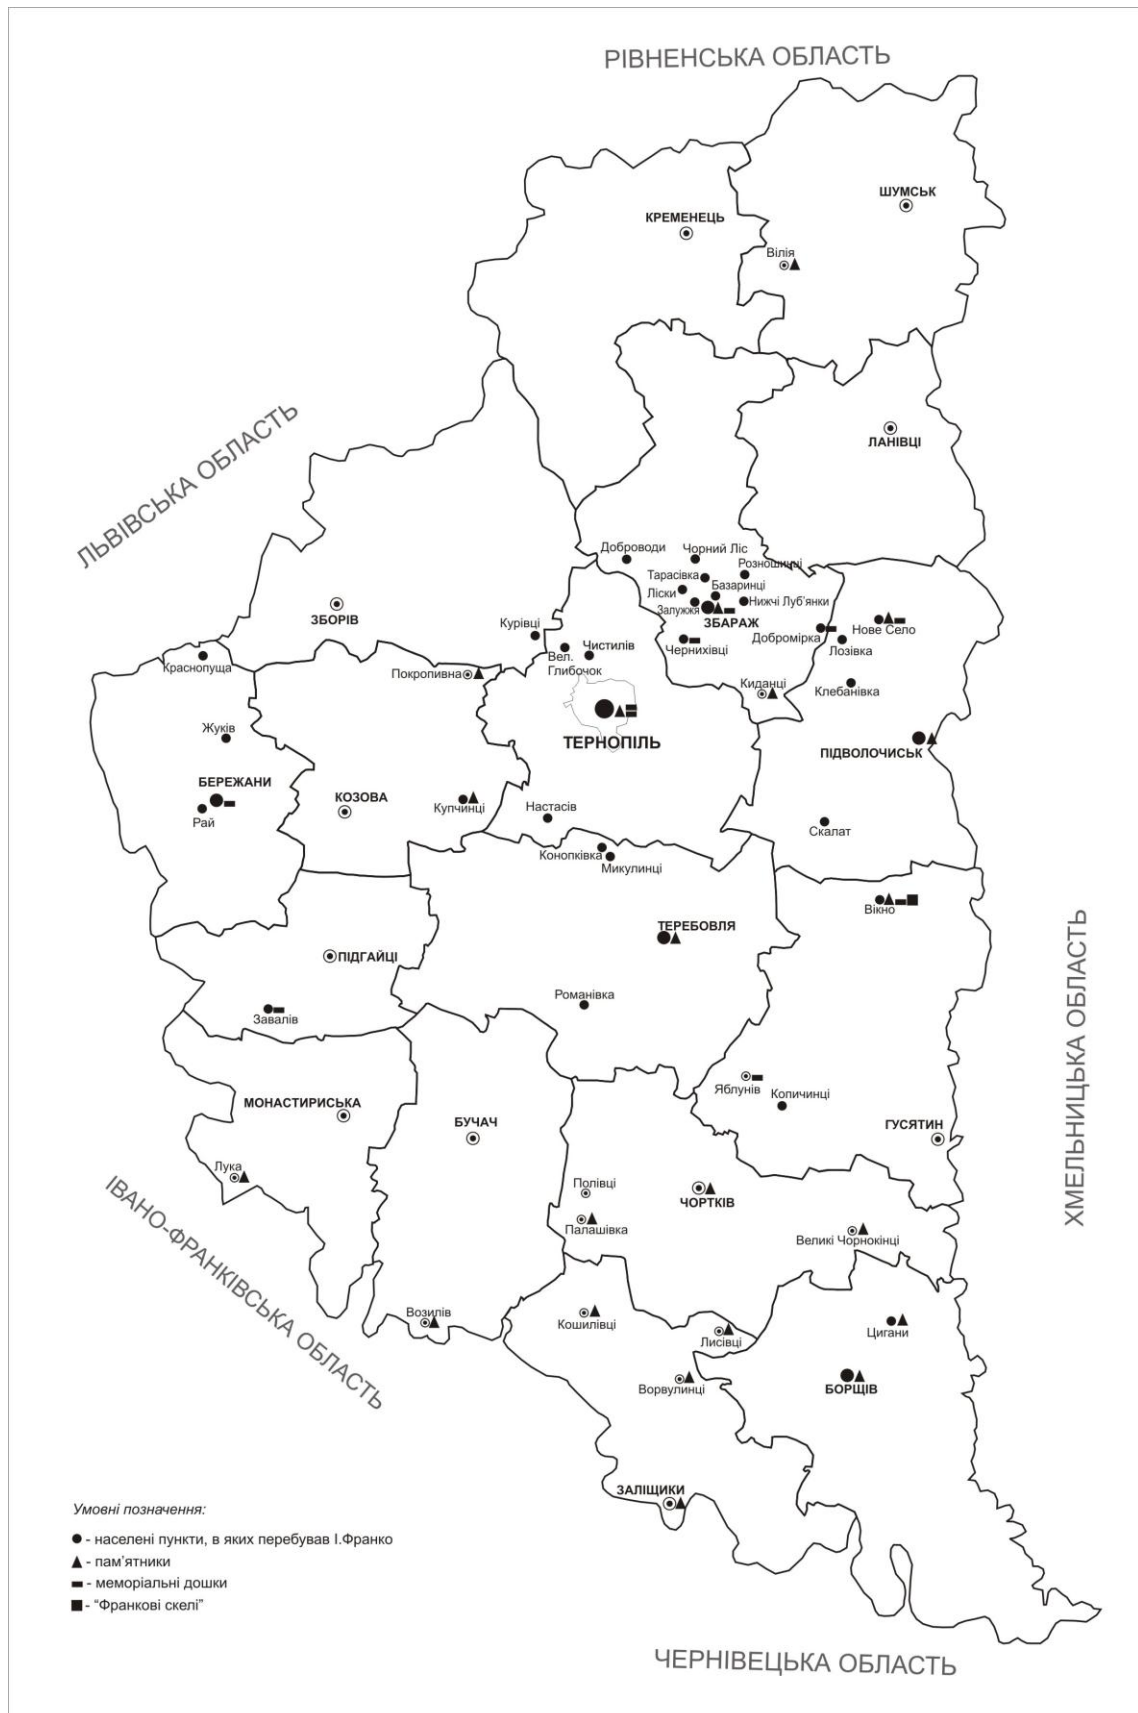 РІВНЕНСЬКА ОБЛАСТЬ
ШУМСЬК
КРЕМЕНЕЦЬ
Вілія
ЛЬВІВСЬКА ОБЛАСТЬ
ЛАНІВЦІ
Доброводи
Чорний Ліс
Тарасівка
Розношинці
Ліски
Базаринці
Залужжя
Нижчі Луб'янки
ЗБАРАЖ
ЗБОРІВ
Курівці
Нове Село
Добромірка
Лозівка
Чернихівці
Чистилів
Вел.
Глибочок
Краснопуща
Покропивна
Киданці
Клебанівка
Жуків
ТЕРНОПІЛЬ
ПІДВОЛОЧИСЬК
БЕРЕЖАНИ
КОЗОВА
Купчинці
Рай
Настасів
Скалат
Конопківка
Микулинці
Вікно
ТЕРЕБОВЛЯ
ПІДГАЙЦІ
Романівка
Завалів
ХМЕЛЬНИЦЬКА ОБЛАСТЬ
Яблунів
Копичинці
МОНАСТИРИСЬКА
БУЧАЧ
ГУСЯТИН
Лука
Полівці
ЧОРТКІВ
Палашівка
Великі Чорнокінці
ІВАНО-ФРАНКІВСЬКА ОБЛАСТЬ
Возилів
Кошилівці
Лисівці
Цигани
Ворвулинці
БОРЩІВ
ЗАЛІЩИКИ
Умовні позначення:
- населені пункти, в яких перебував І.Франко
- пам'ятники
- меморіальні дошки
- "Франкові скелі"
ЧЕРНІВЕЦЬКА ОБЛАСТЬ